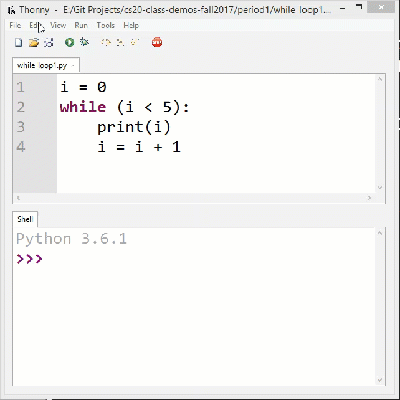 Thonny - E:/Git Projects/cs20-class-demos-fall2017/period1/while loop1...
File Edit View Run Tools Help
while loop1.py
1 i = 0
2 while (i < 5):
3     print(i)
4     i = i + 1
Shell
Python 3.6.1
>>>